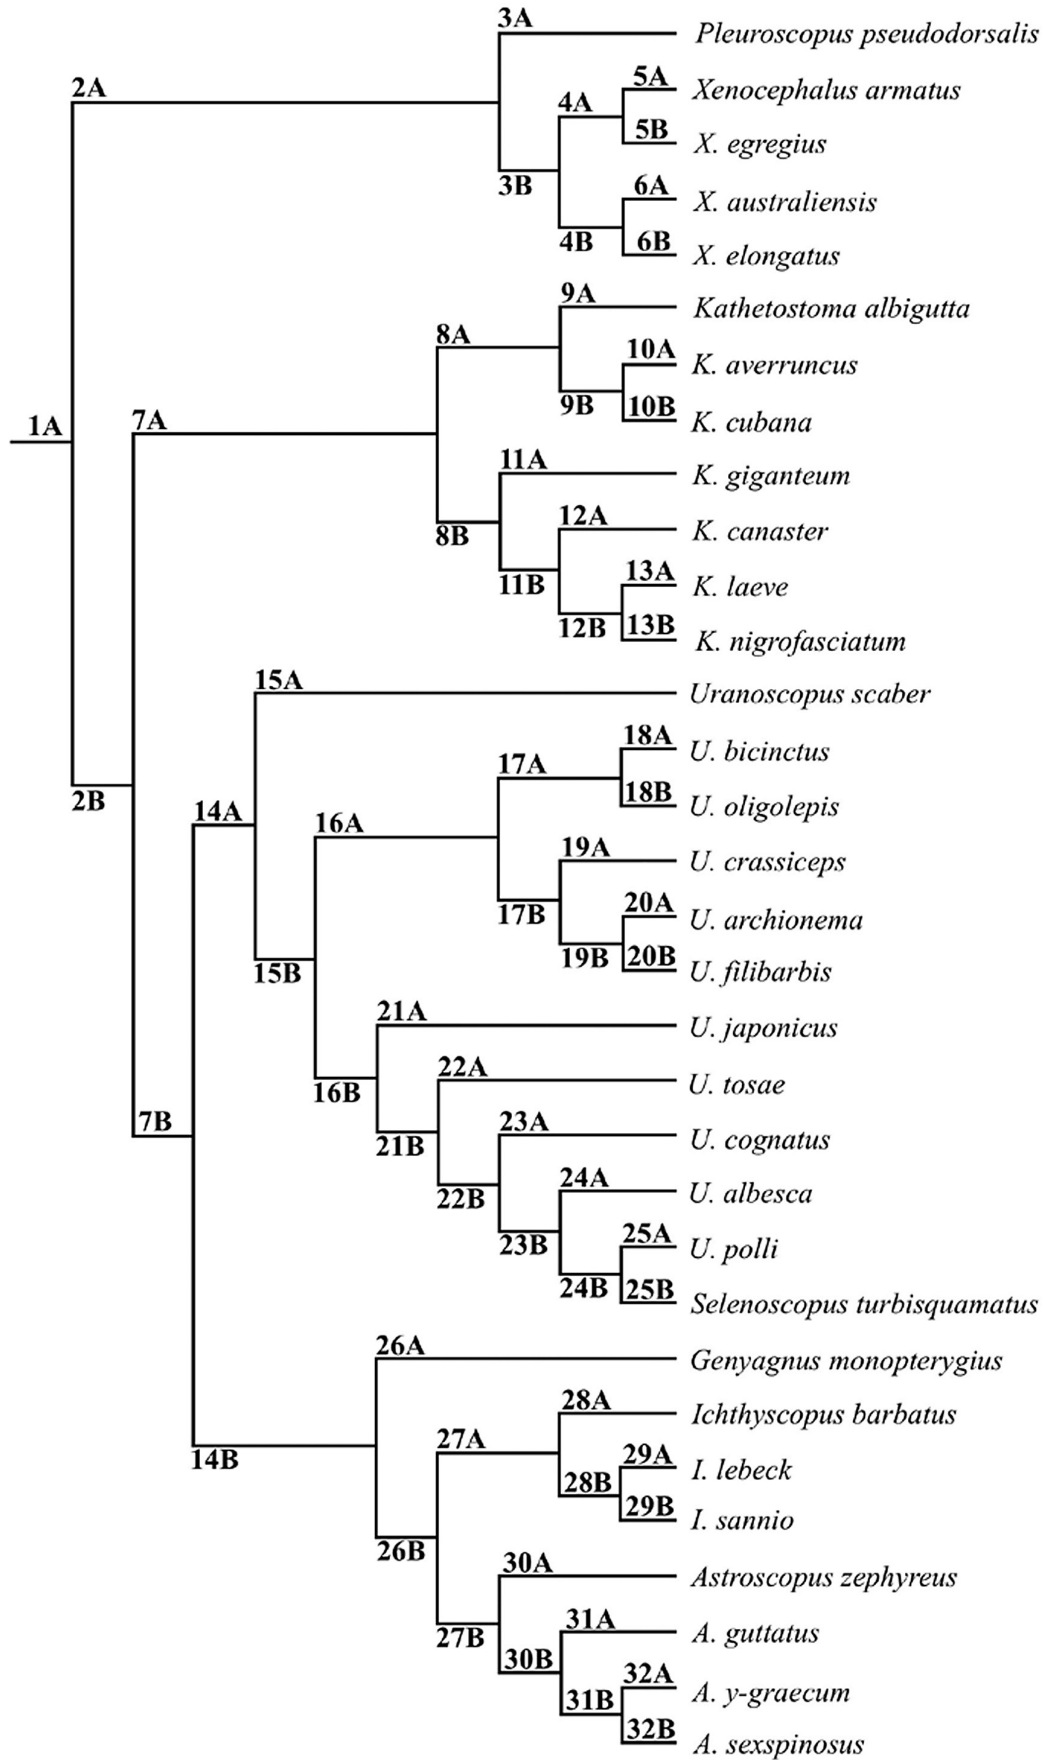 3A
Pleuroscopus pseudodorsalis
2A
5A
Xenocephalus armatus
4A
5B
X. egregius
3B
6A
X. australiensis
4B
6B
X. elongatus
9A
Kathetostoma albigutta
8A
10A
K. averruncus
9B
10B
K. cubana
1A
7A
11A
K. giganteum
8B
12A
K. canaster
11B
13A
K. laeve
12B
13B
K. nigrofasciatum
15A
Uranoscopus scaber
18A
U. bicinctus
17A
2B
14A
18B
U. oligolepis
16A
19A
U. crassiceps
17B
20A
U. archionema
15B
19B
20B
U. filibarbis
21A
U. japonicus
22A
U. tosae
16B
7B
23A
U. cognatus
21B
24A
U. albesca
22B
25A
U. polli
23B
24B
25B
Selenoscopus turbisquamatus
26A
Genyagnus monopterygius
28A
Ichthyscopus barbatus
14B
27A
29A
I. lebeck
28B
29B
I. sannio
26B
30A
Astroscopus zephyreus
27B
31A
A. guttatus
30B
32A
A. y-graecum
31B
32B
A. sexspinosus